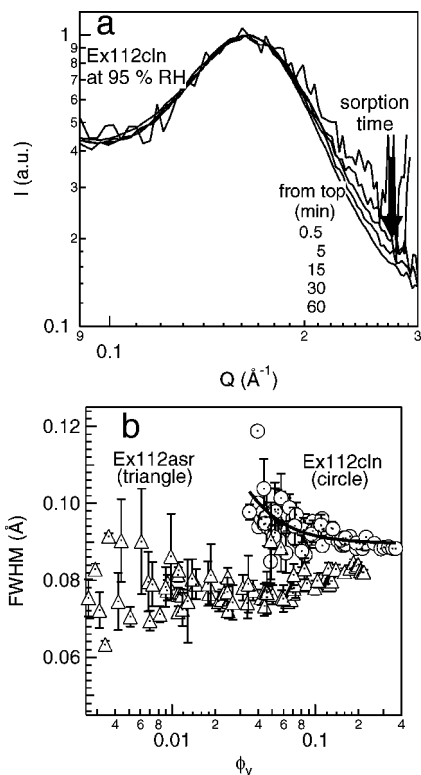 a
1
9
8
7
6
5
4
3
2
0.1
I (a.u.)
Ex112cln
at 95 % RH
sorption
time
from top
(min)
0.5
5
15
30
60
9
0.1
2
3
Q (Å⁻¹)
b
0.12
0.10
0.08
0.06
FWHM (Å)
Ex112asr
(triangle)
Ex112cln
(circle)
4 6 8 0.01 2 4 6 8 0.1 2 4
ϕv